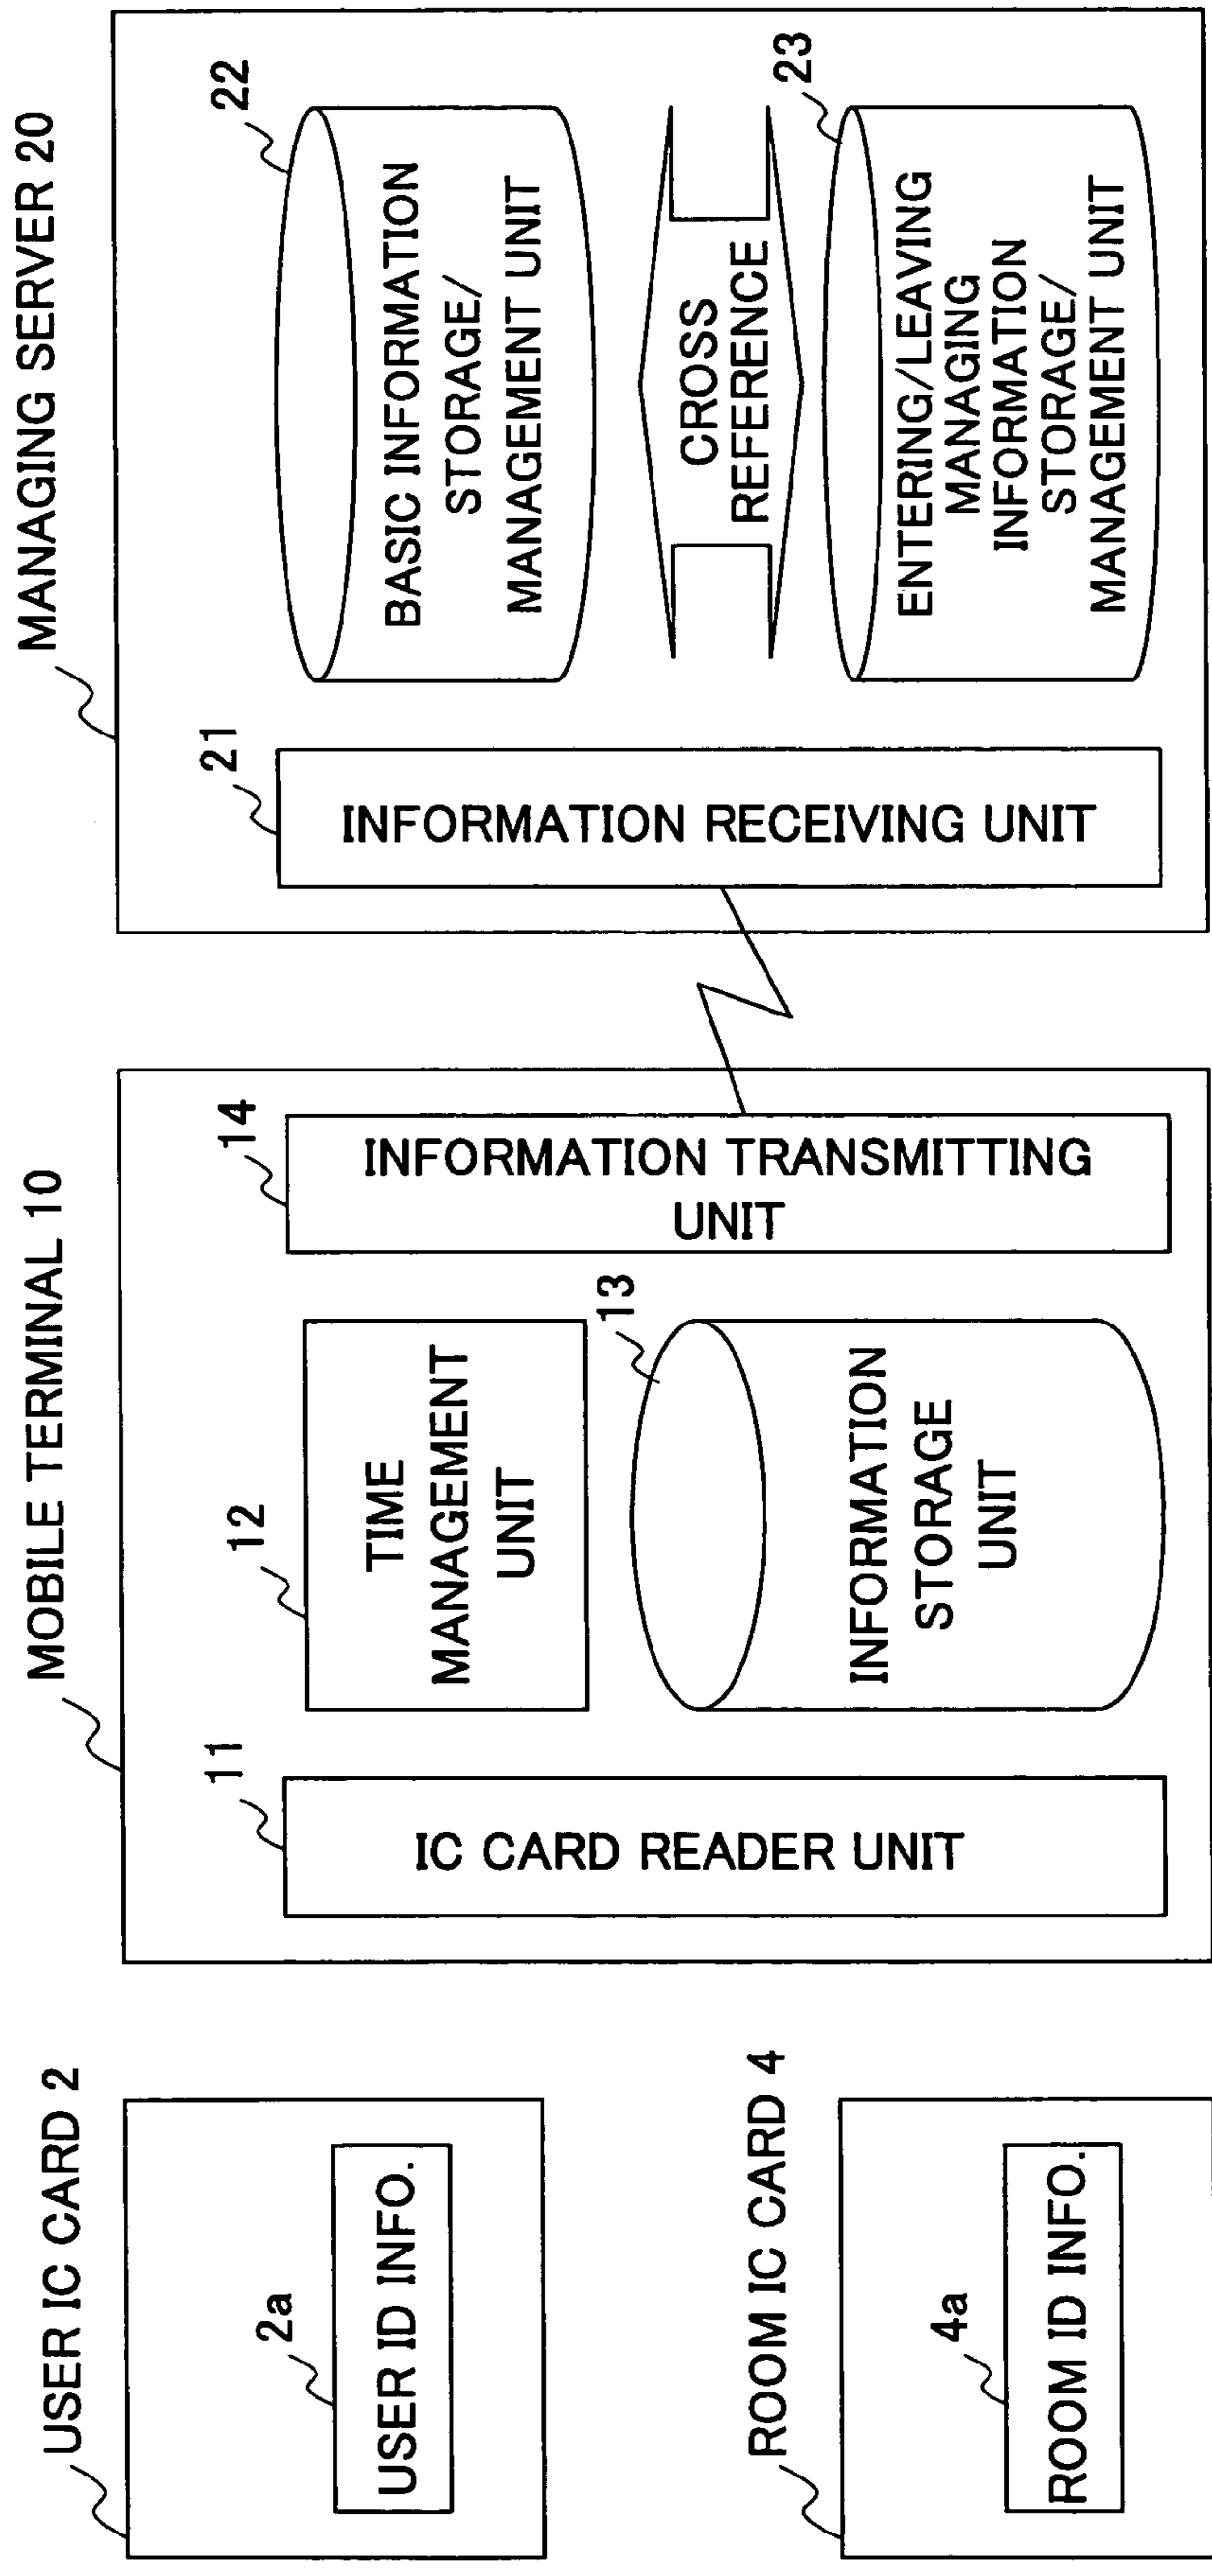 USER IC CARD 2
2a
USER ID INFO.
ROOM IC CARD 4
4a
ROOM ID INFO.
MOBILE TERMINAL 10
11
IC CARD READER UNIT
12
TIME
MANAGEMENT
UNIT
13
INFORMATION
STORAGE
UNIT
14
INFORMATION TRANSMITTING
UNIT
MANAGING SERVER 20
21
INFORMATION RECEIVING UNIT
22
BASIC INFORMATION
STORAGE/
MANAGEMENT UNIT
CROSS
REFERENCE
23
ENTERING/LEAVING
MANAGING
INFORMATION
STORAGE/
MANAGEMENT UNIT